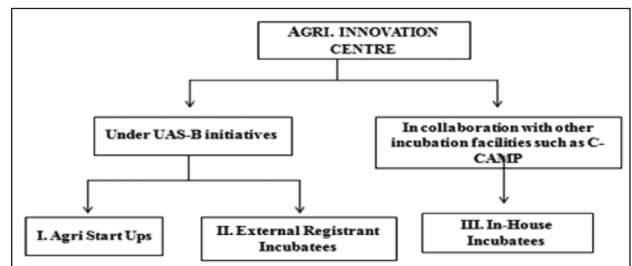 AGRI. INNOVATION
CENTRE
Under UAS-B initiatives
In collaboration with other
incubation facilities such as C-
CAMP
I. Agri Start Ups
II. External Registrant
Incubatees
III. In-House
Incubatees